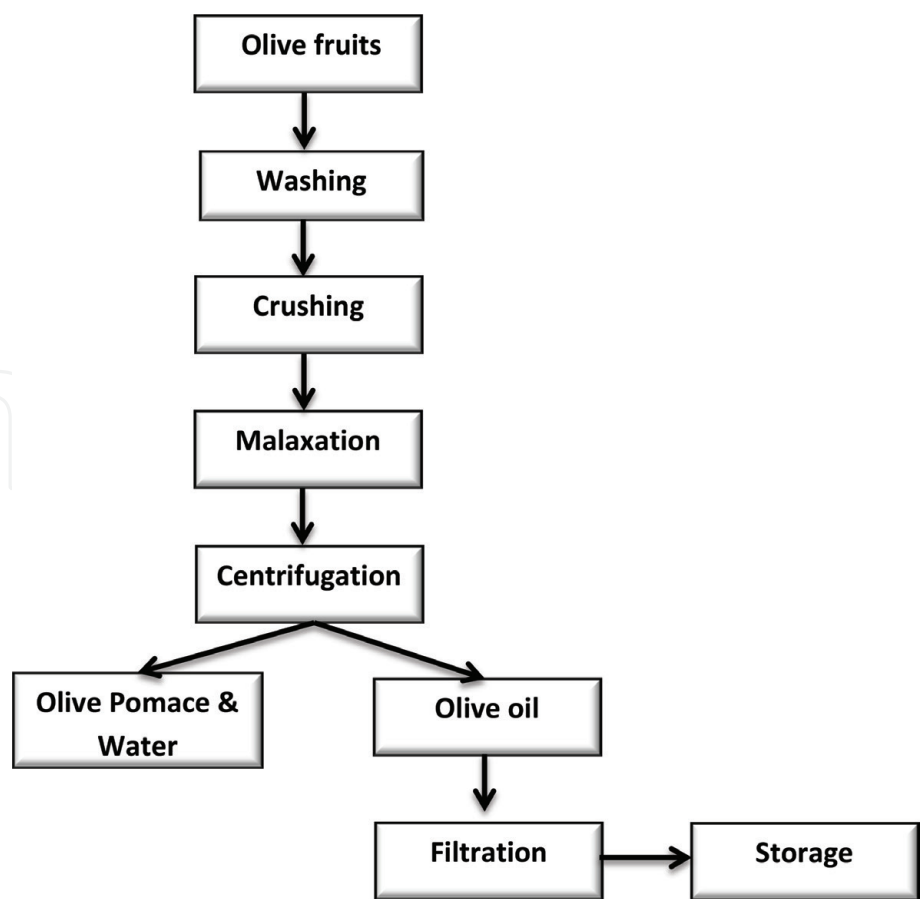 Olive fruits
Washing
Crushing
Malaxation
Centrifugation
Olive Pomace &
Water
Olive oil
Filtration
Storage